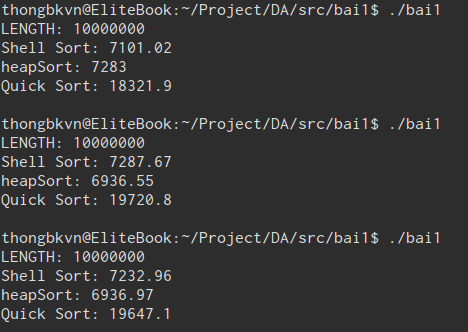 thongbkvn@EliteBook:~/Project/DA/src/bai1$ ./bai1
LENGTH: 10000000
Shell Sort: 7101.02
heapSort: 7283
Quick Sort: 18321.9
thongbkvn@EliteBook:~/Project/DA/src/bai1$ ./bai1
LENGTH: 10000000
Shell Sort: 7287.67
heapSort: 6936.55
Quick Sort: 19720.8
thongbkvn@EliteBook:~/Project/DA/src/bai1$ ./bai1
LENGTH: 10000000
Shell Sort: 7232.96
heapSort: 6936.97
Quick Sort: 19647.1